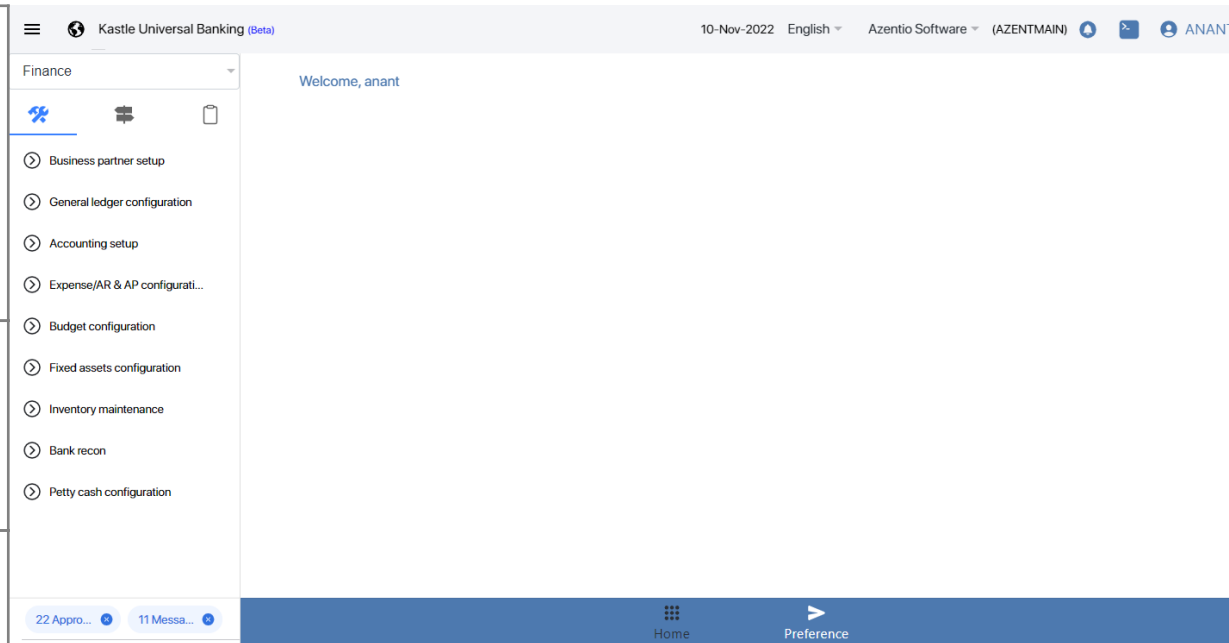 Kastle Universal Banking (Beta)
10-Nov-2022 English Azentio Software (AZENTMAIN) ANANT
Finance
Welcome, anant
Business partner setup
General ledger configuration
Accounting setup
Expense/AR & AP configurati...
Budget configuration
Fixed assets configuration
Inventory maintenance
Bank recon
Petty cash configuration
22 Appro... 11 Messa...
Home Preference